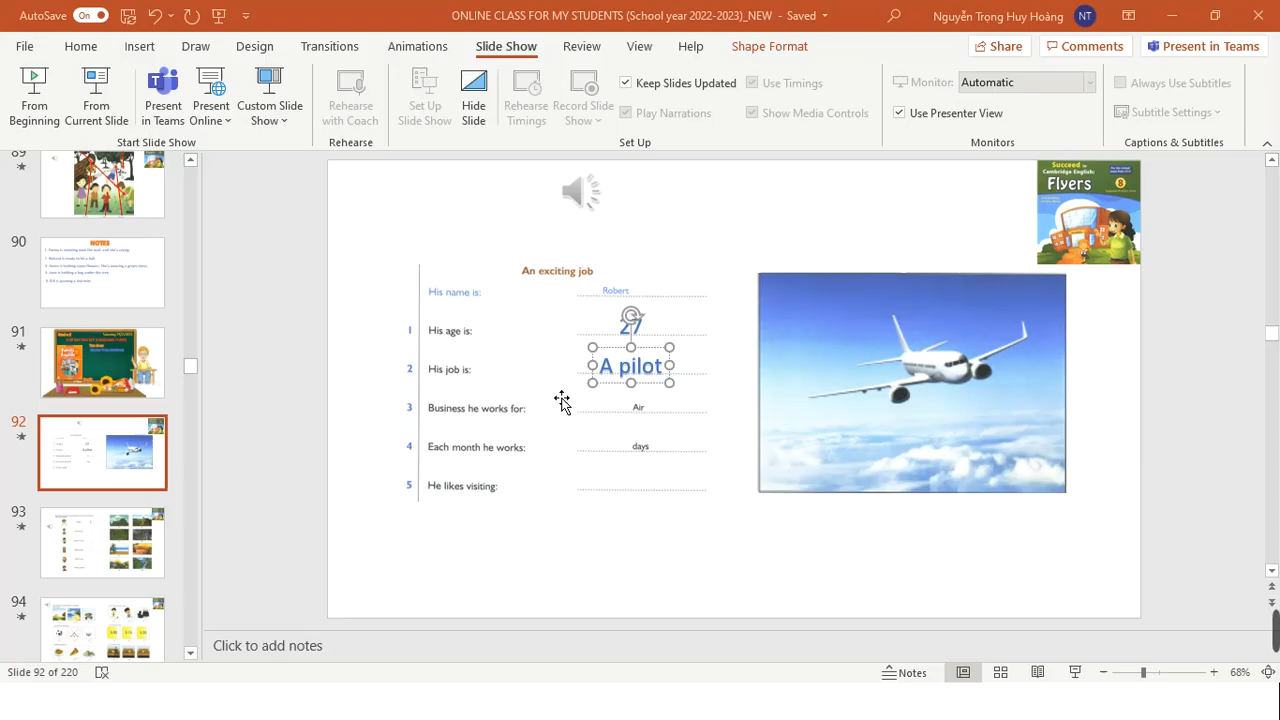 AutoSave On
ONLINE CLASS FOR MY STUDENTS (School year 2022-2023)_NEW - Saved
Nguyễn Trọng Huy Hoàng NT
File Home Insert Draw Design Transitions Animations Slide Show Review View Help Shape Format
Share Comments Present in Teams
From Beginning
From Current Slide
Present in Teams
Present Online
Custom Slide Show
Rehearse with Coach
Set Up Slide Show
Hide Slide
Rehearse Timings
Record Slide Show
Keep Slides Updated
Play Narrations
Use Timings
Show Media Controls
Monitor: Automatic
Use Presenter View
Always Use Subtitles
Subtitle Settings
Start Slide Show
Rehearse
Set Up
Monitors
Captions & Subtitles
89
90
NOTES
91
92
93
94
Succeed in
Cambridge English:
Flyers
8
An exciting job
His name is: Robert
1 His age is: 27
2 His job is: A pilot
3 Business he works for: Air
4 Each month he works: days
5 He likes visiting:
Click to add notes
Slide 92 of 220
Notes
68%